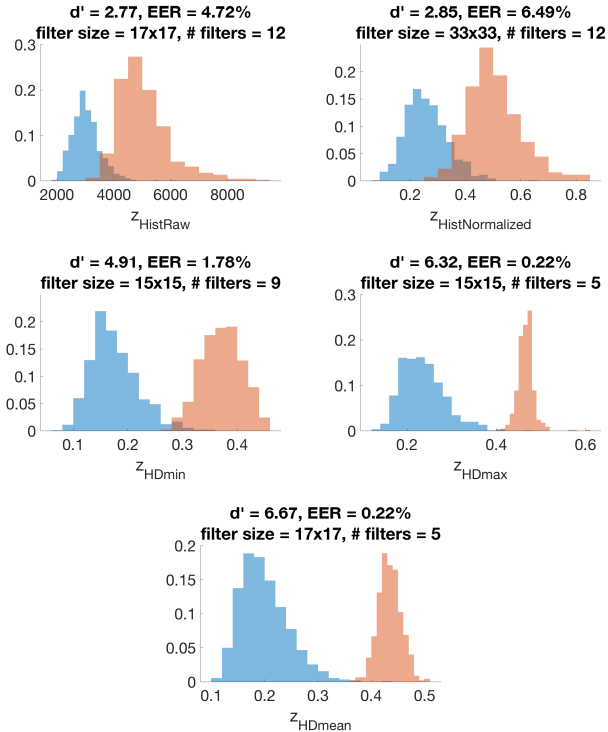 d' = 2.77, EER = 4.72%
filter size = 17x17, # filters = 12
0.3
0.2
0.1
0
2000 4000 6000 8000
zHistRaw
d' = 2.85, EER = 6.49%
filter size = 33x33, # filters = 12
0.2
0.15
0.1
0.05
0
0.2 0.4 0.6 0.8
zHistNormalized
d' = 4.91, EER = 1.78%
filter size = 15x15, # filters = 9
0.2
0.15
0.1
0.05
0
0.1 0.2 0.3 0.4
zHDmin
d' = 6.32, EER = 0.22%
filter size = 15x15, # filters = 5
0.3
0.2
0.1
0
0.2 0.4 0.6
zHDmax
d' = 6.67, EER = 0.22%
filter size = 17x17, # filters = 5
0.2
0.15
0.1
0.05
0
0.1 0.2 0.3 0.4 0.5
zHDmean